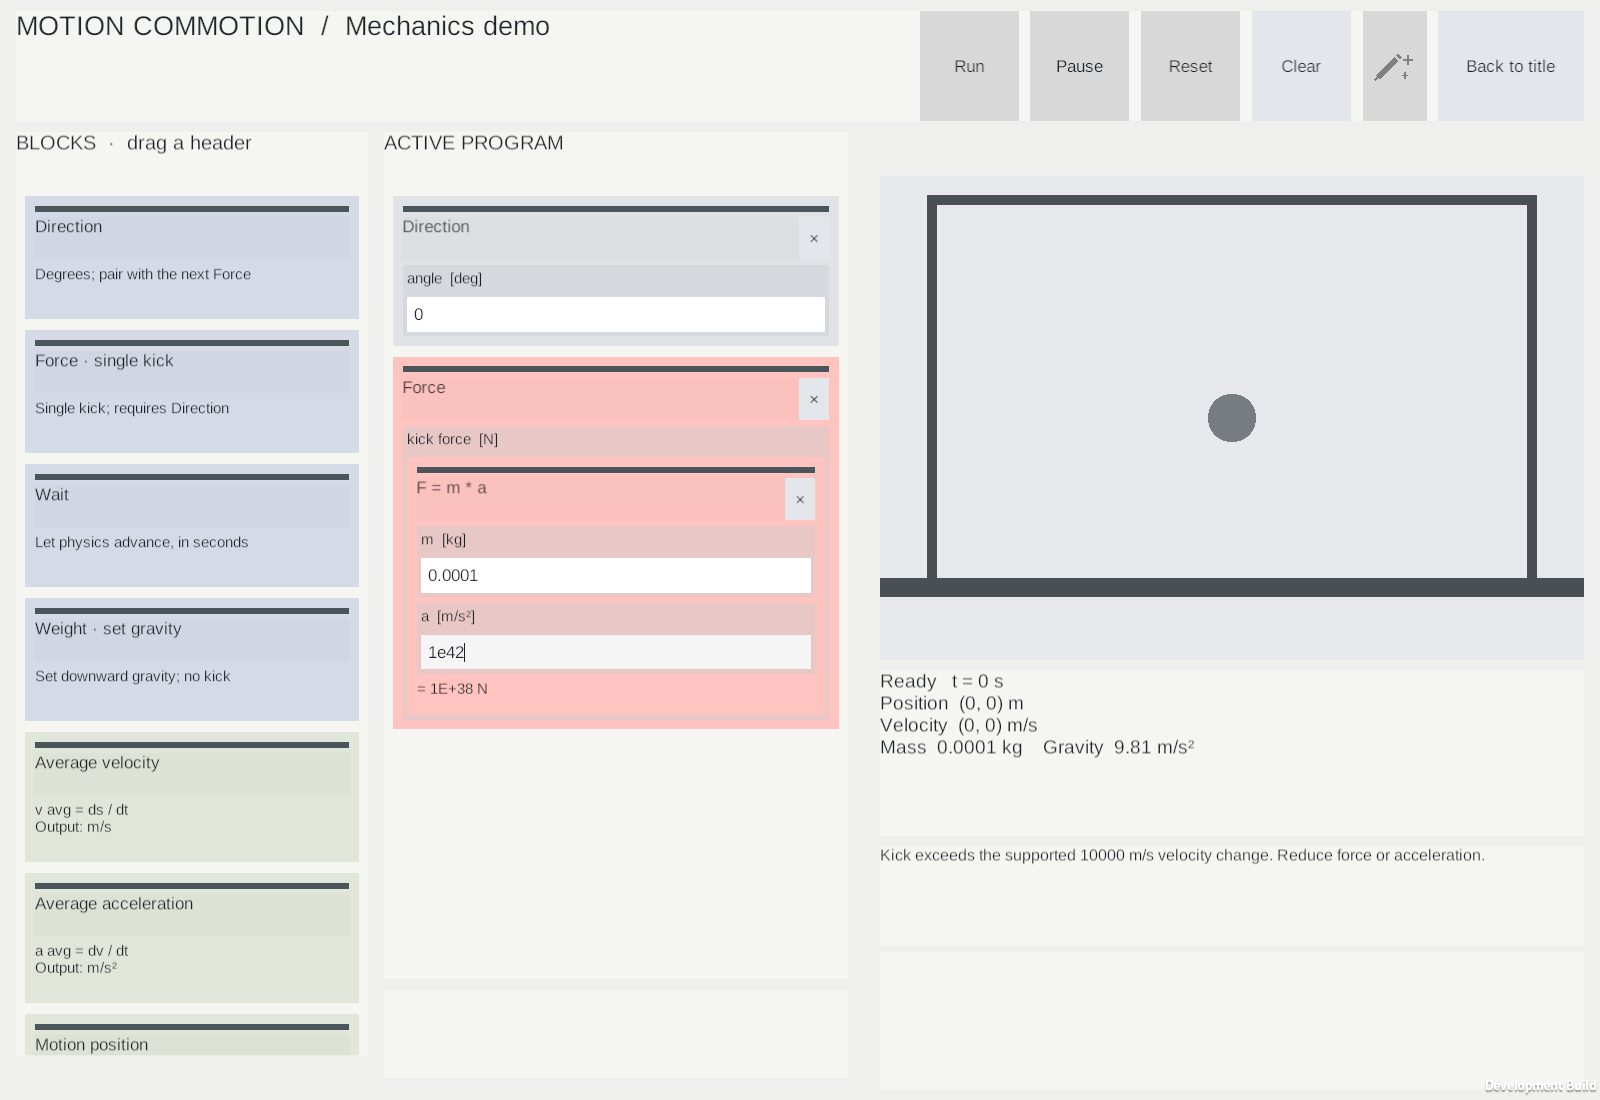 MOTION COMMOTION / Mechanics demo
Run
Pause
Reset
Clear
Back to title
BLOCKS · drag a header
Direction
Degrees; pair with the next Force
Force · single kick
Single kick; requires Direction
Wait
Let physics advance, in seconds
Weight · set gravity
Set downward gravity; no kick
Average velocity
v avg = ds / dt
Output: m/s
Average acceleration
a avg = dv / dt
Output: m/s²
Motion position
ACTIVE PROGRAM
Direction
×
angle [deg]
0
Force
×
kick force [N]
F = m * a
×
m [kg]
0.0001
a [m/s²]
1e42
= 1E+38 N
Ready t = 0 s
Position (0, 0) m
Velocity (0, 0) m/s
Mass 0.0001 kg Gravity 9.81 m/s²
Kick exceeds the supported 10000 m/s velocity change. Reduce force or acceleration.
Development Build